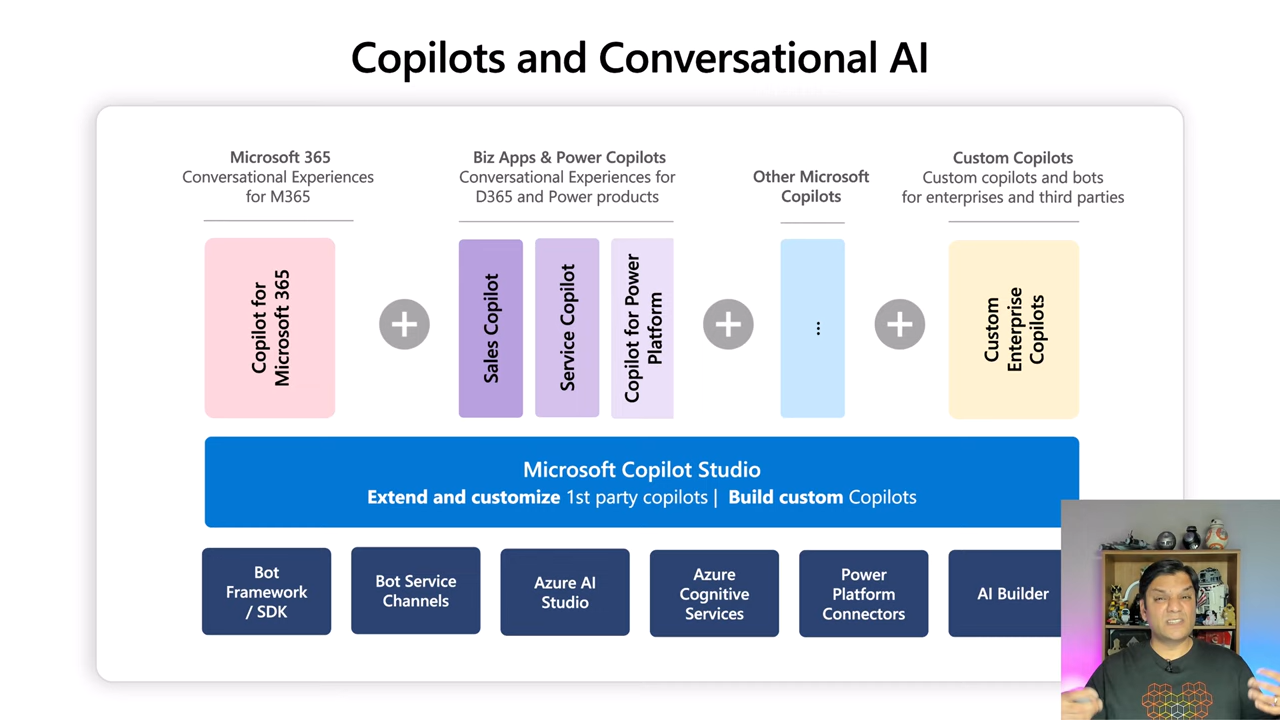 Copilots and Conversational AI
Microsoft 365
Conversational Experiences
for M365
Biz Apps & Power Copilots
Conversational Experiences for
D365 and Power products
Other Microsoft
Copilots
Custom Copilots
Custom copilots and bots
for enterprises and third parties
Copilot for
Microsoft 365
Sales Copilot
Service Copilot
Copilot for Power
Platform
...
Custom
Enterprise
Copilots
Microsoft Copilot Studio
Extend and customize 1st party copilots | Build custom Copilots
Bot
Framework
/ SDK
Bot Service
Channels
Azure AI
Studio
Azure
Cognitive
Services
Power
Platform
Connectors
AI Builder